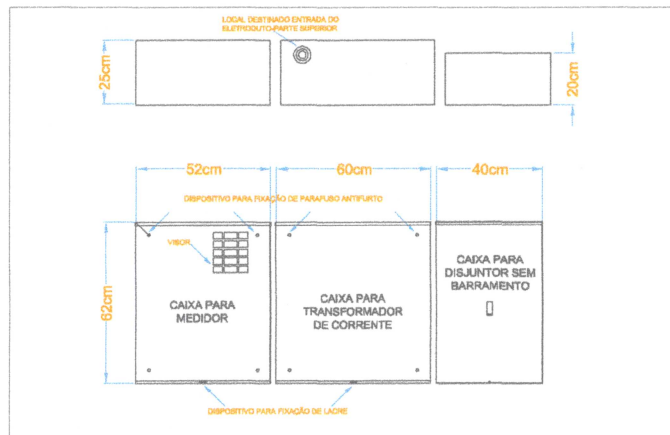 LOCAL DESTINADO ENTRADA DO
ELETRODUTO-PARTE SUPERIOR
25cm
20cm
52cm
60cm
40cm
DISPOSITIVO PARA FIXAÇÃO DE PARAFUSO ANTIFURTO
VISOR
62cm
CAIXA PARA
MEDIDOR
CAIXA PARA
TRANSFORMADOR
DE CORRENTE
CAIXA PARA
DISJUNTOR SEM
BARRAMENTO
DISPOSITIVO PARA FIXAÇÃO DE LACRE